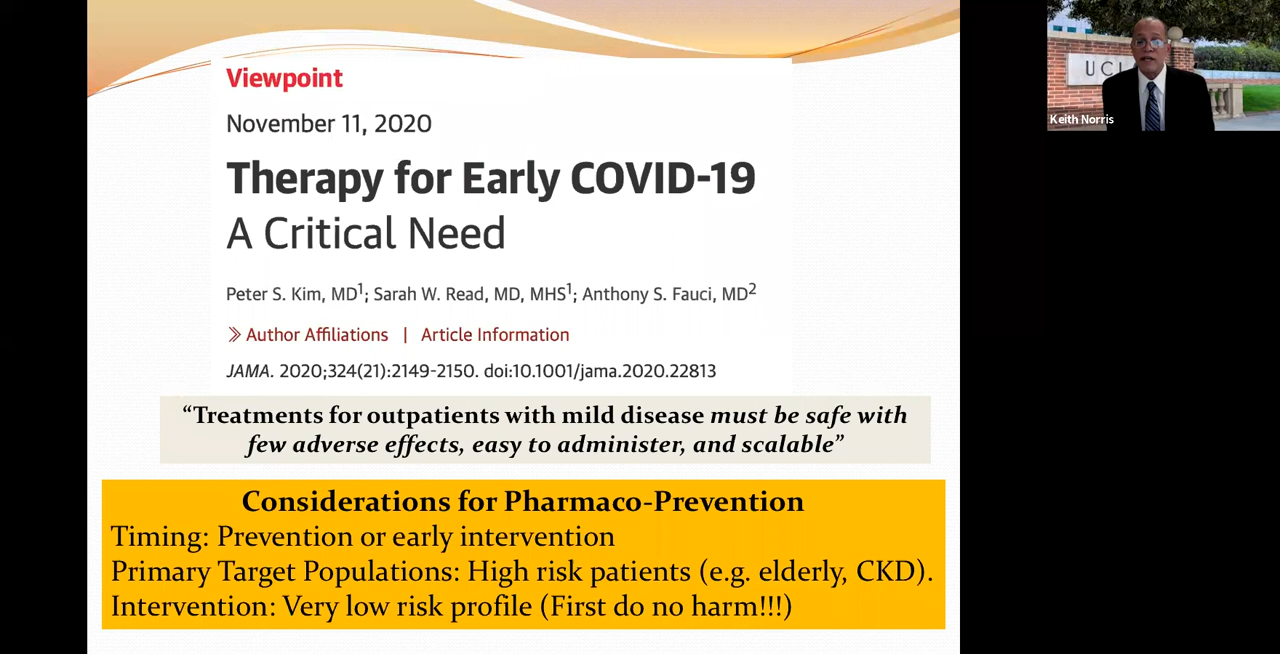 Viewpoint
November 11, 2020
Therapy for Early COVID-19
A Critical Need
Peter S. Kim, MD1; Sarah W. Read, MD, MHS1; Anthony S. Fauci, MD2
Author Affiliations | Article Information
JAMA. 2020;324(21):2149-2150. doi:10.1001/jama.2020.22813
“Treatments for outpatients with mild disease must be safe with
few adverse effects, easy to administer, and scalable”
Considerations for Pharmaco-Prevention
Timing: Prevention or early intervention
Primary Target Populations: High risk patients (e.g. elderly, CKD).
Intervention: Very low risk profile (First do no harm!!!)
UCL
Keith Norris